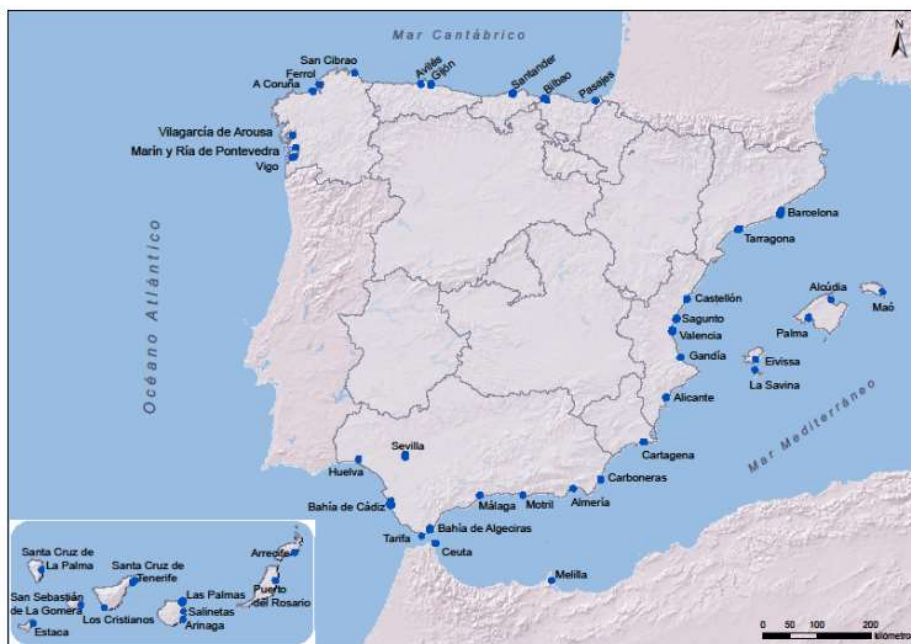 Mar Cantábrico
N
San Cibrao
Ferrol
A Coruña
Avilés
Gijón
Santander
Bilbao
Pasajes
Vilagarcía de Arousa
Marín y Ría de Pontevedra
Vigo
Océano Atlántico
Barcelona
Tarragona
Castellón
Sagunto
Valencia
Gandía
Alicante
Alcúdia
Maó
Palma
Eivissa
La Savina
Mar Mediterráneo
Cartagena
Carboneras
Sevilla
Huelva
Bahía de Cádiz
Málaga
Motril
Almería
Tarifa
Bahía de Algeciras
Ceuta
Melilla
Santa Cruz de
La Palma
Santa Cruz de
Tenerife
Arrecife
San Sebastián
de La Gomera
Estaca
Los Cristianos
Las Palmas
Salinetas
Arinaga
Puerto
del Rosario
0 50 100 200